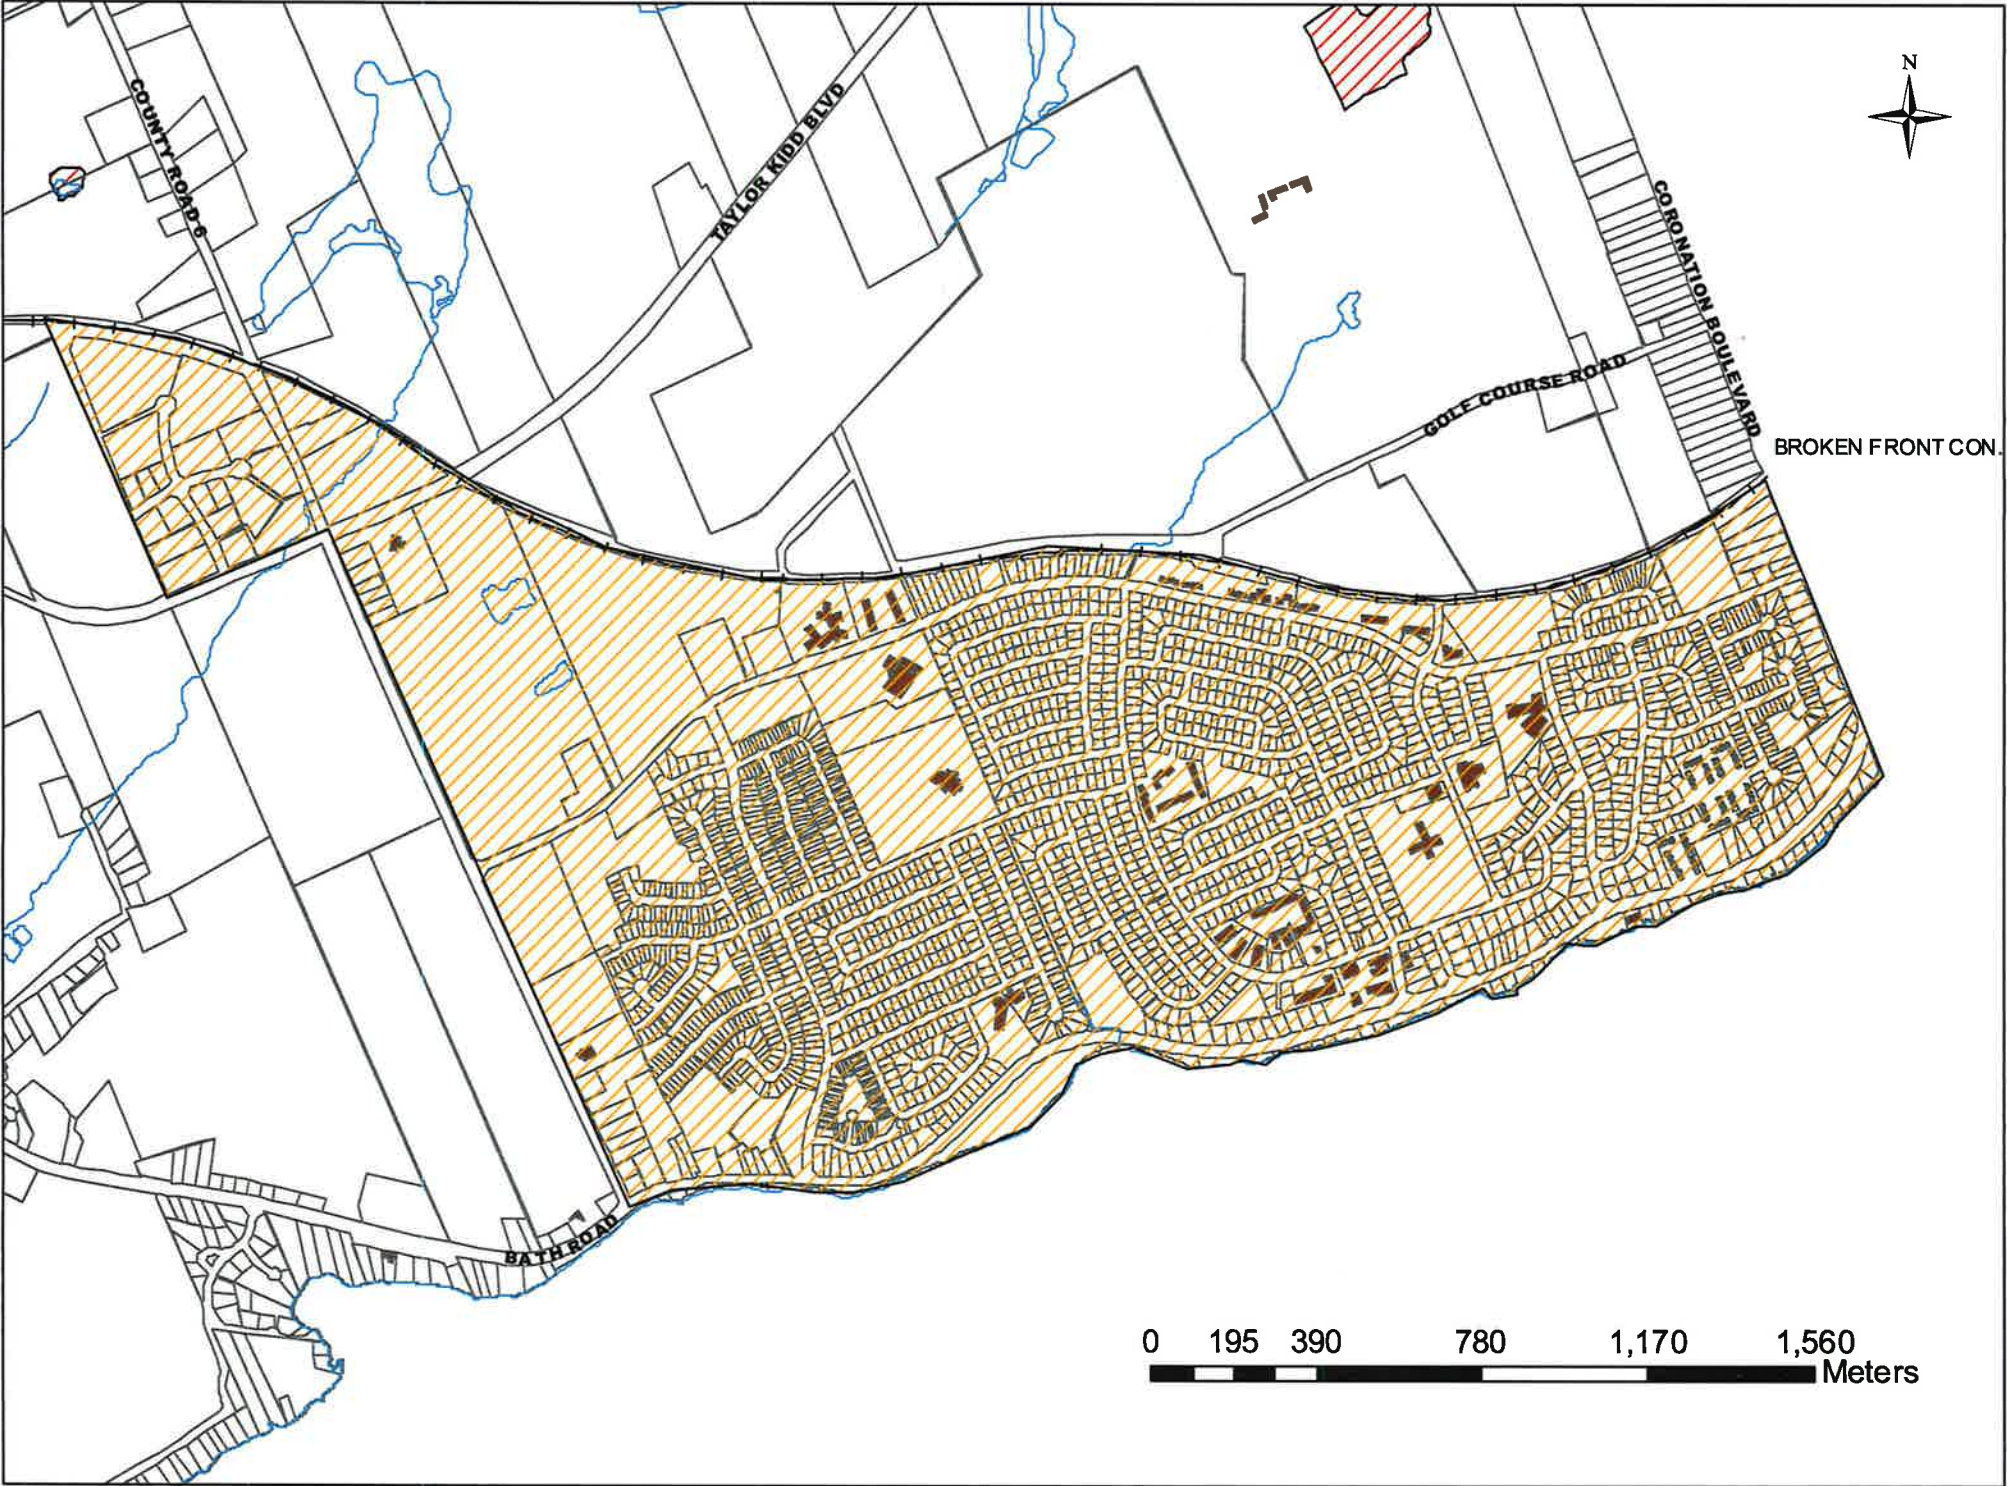 N
COUNTY ROAD 6
TAYLOR KIDD BLVD
CORONATION BOULEVARD
GOLF COURSE ROAD
BROKEN FRONT CON.
BATH ROAD
0 195 390 780 1,170 1,560
Meters